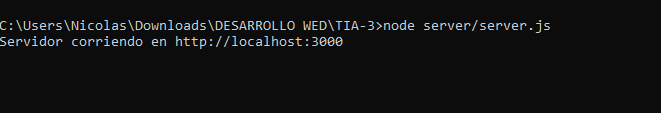 C:\Users\Nicolas\Downloads\DESARROLLO WED\TIA-3>node server/server.js
Servidor corriendo en http://localhost:3000